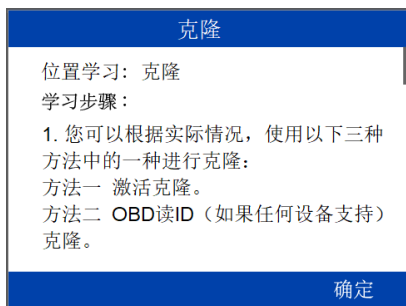 克隆
位置学习: 克隆
学习步骤：
1. 您可以根据实际情况，使用以下三种
方法中的一种进行克隆:
方法一 激活克隆。
方法二 OBD读ID（如果任何设备支持）
克隆。
确定